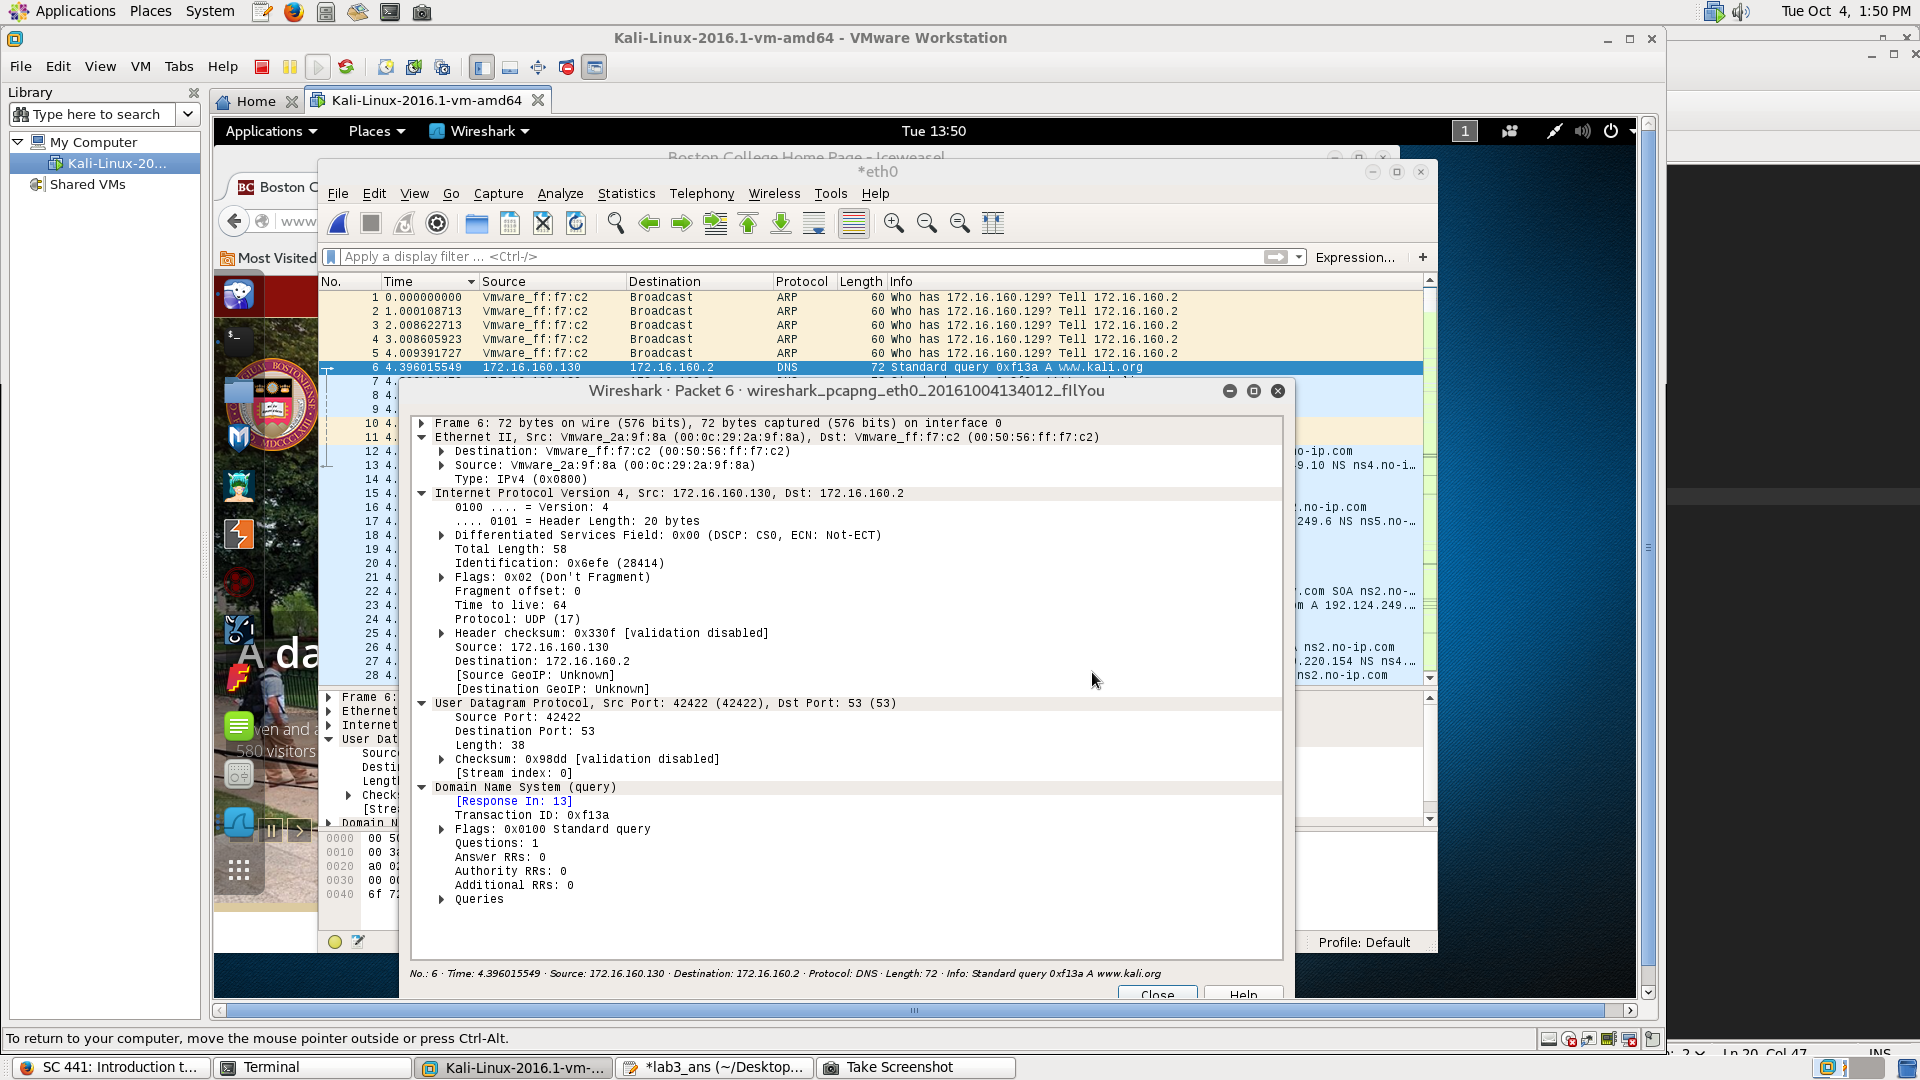 Applications Places System Tue Oct 4, 1:50 PM
Kali-Linux-2016.1-vm-amd64 - VMware Workstation
File Edit View VM Tabs Help
Library
Type here to search
My Computer
Kali-Linux-20...
Shared VMs
Home Kali-Linux-2016.1-vm-amd64
Applications Places Wireshark Tue 13:50 1
Boston College Home Page - Iceweasel
BC Boston C
www
Most Visited
A da
ven and a
580 visitors
*eth0
File Edit View Go Capture Analyze Statistics Telephony Wireless Tools Help
Apply a display filter ... <Ctrl-/> Expression... +
No. Time Source Destination Protocol Length Info
1 0.000000000 Vmware_ff:f7:c2 Broadcast ARP 60 Who has 172.16.160.129? Tell 172.16.160.2
2 1.000108713 Vmware_ff:f7:c2 Broadcast ARP 60 Who has 172.16.160.129? Tell 172.16.160.2
3 2.008622713 Vmware_ff:f7:c2 Broadcast ARP 60 Who has 172.16.160.129? Tell 172.16.160.2
4 3.008605923 Vmware_ff:f7:c2 Broadcast ARP 60 Who has 172.16.160.129? Tell 172.16.160.2
5 4.009391727 Vmware_ff:f7:c2 Broadcast ARP 60 Who has 172.16.160.129? Tell 172.16.160.2
6 4.396015549 172.16.160.130 172.16.160.2 DNS 72 Standard query 0xf13a A www.kali.org
7
8 4.
9 4.
10 4.
11 4.
12 4. no-ip.com
13 4. 9.10 NS ns4.no-i…
14 4.
15 4.
16 4. .no-ip.com
17 4. 249.6 NS ns5.no-…
18 4.
19 4.
20 4.
21 4.
22 4. .com SOA ns2.no-…
23 4. m A 192.124.249.…
24 4.
25 4.
26 4. ns2.no-ip.com
27 4. .220.154 NS ns4.…
28 4. ns2.no-ip.com
Frame 6:
Ethernet
Internet
User Dat
Sourc
Desti
Lengt
Check
[Stre
Domain N
0000 00 50
0010 00 3a
0020 a0 02
0030 00 00
0040 6f 72
Profile: Default
Wireshark · Packet 6 · wireshark_pcapng_eth0_20161004134012_fIlYou
Frame 6: 72 bytes on wire (576 bits), 72 bytes captured (576 bits) on interface 0
Ethernet II, Src: Vmware_2a:9f:8a (00:0c:29:2a:9f:8a), Dst: Vmware_ff:f7:c2 (00:50:56:ff:f7:c2)
Destination: Vmware_ff:f7:c2 (00:50:56:ff:f7:c2)
Source: Vmware_2a:9f:8a (00:0c:29:2a:9f:8a)
Type: IPv4 (0x0800)
Internet Protocol Version 4, Src: 172.16.160.130, Dst: 172.16.160.2
0100 .... = Version: 4
.... 0101 = Header Length: 20 bytes
Differentiated Services Field: 0x00 (DSCP: CS0, ECN: Not-ECT)
Total Length: 58
Identification: 0x6efe (28414)
Flags: 0x02 (Don't Fragment)
Fragment offset: 0
Time to live: 64
Protocol: UDP (17)
Header checksum: 0x330f [validation disabled]
Source: 172.16.160.130
Destination: 172.16.160.2
[Source GeoIP: Unknown]
[Destination GeoIP: Unknown]
User Datagram Protocol, Src Port: 42422 (42422), Dst Port: 53 (53)
Source Port: 42422
Destination Port: 53
Length: 38
Checksum: 0x98dd [validation disabled]
[Stream index: 0]
Domain Name System (query)
[Response In: 13]
Transaction ID: 0xf13a
Flags: 0x0100 Standard query
Questions: 1
Answer RRs: 0
Authority RRs: 0
Additional RRs: 0
Queries
No.: 6 · Time: 4.396015549 · Source: 172.16.160.130 · Destination: 172.16.160.2 · Protocol: DNS · Length: 72 · Info: Standard query 0xf13a A www.kali.org
Close Help
To return to your computer, move the mouse pointer outside or press Ctrl-Alt.
: 2 Ln 20, Col 47 INS
SC 441: Introduction t... Terminal Kali-Linux-2016.1-vm-... *lab3_ans (~/Desktop... Take Screenshot